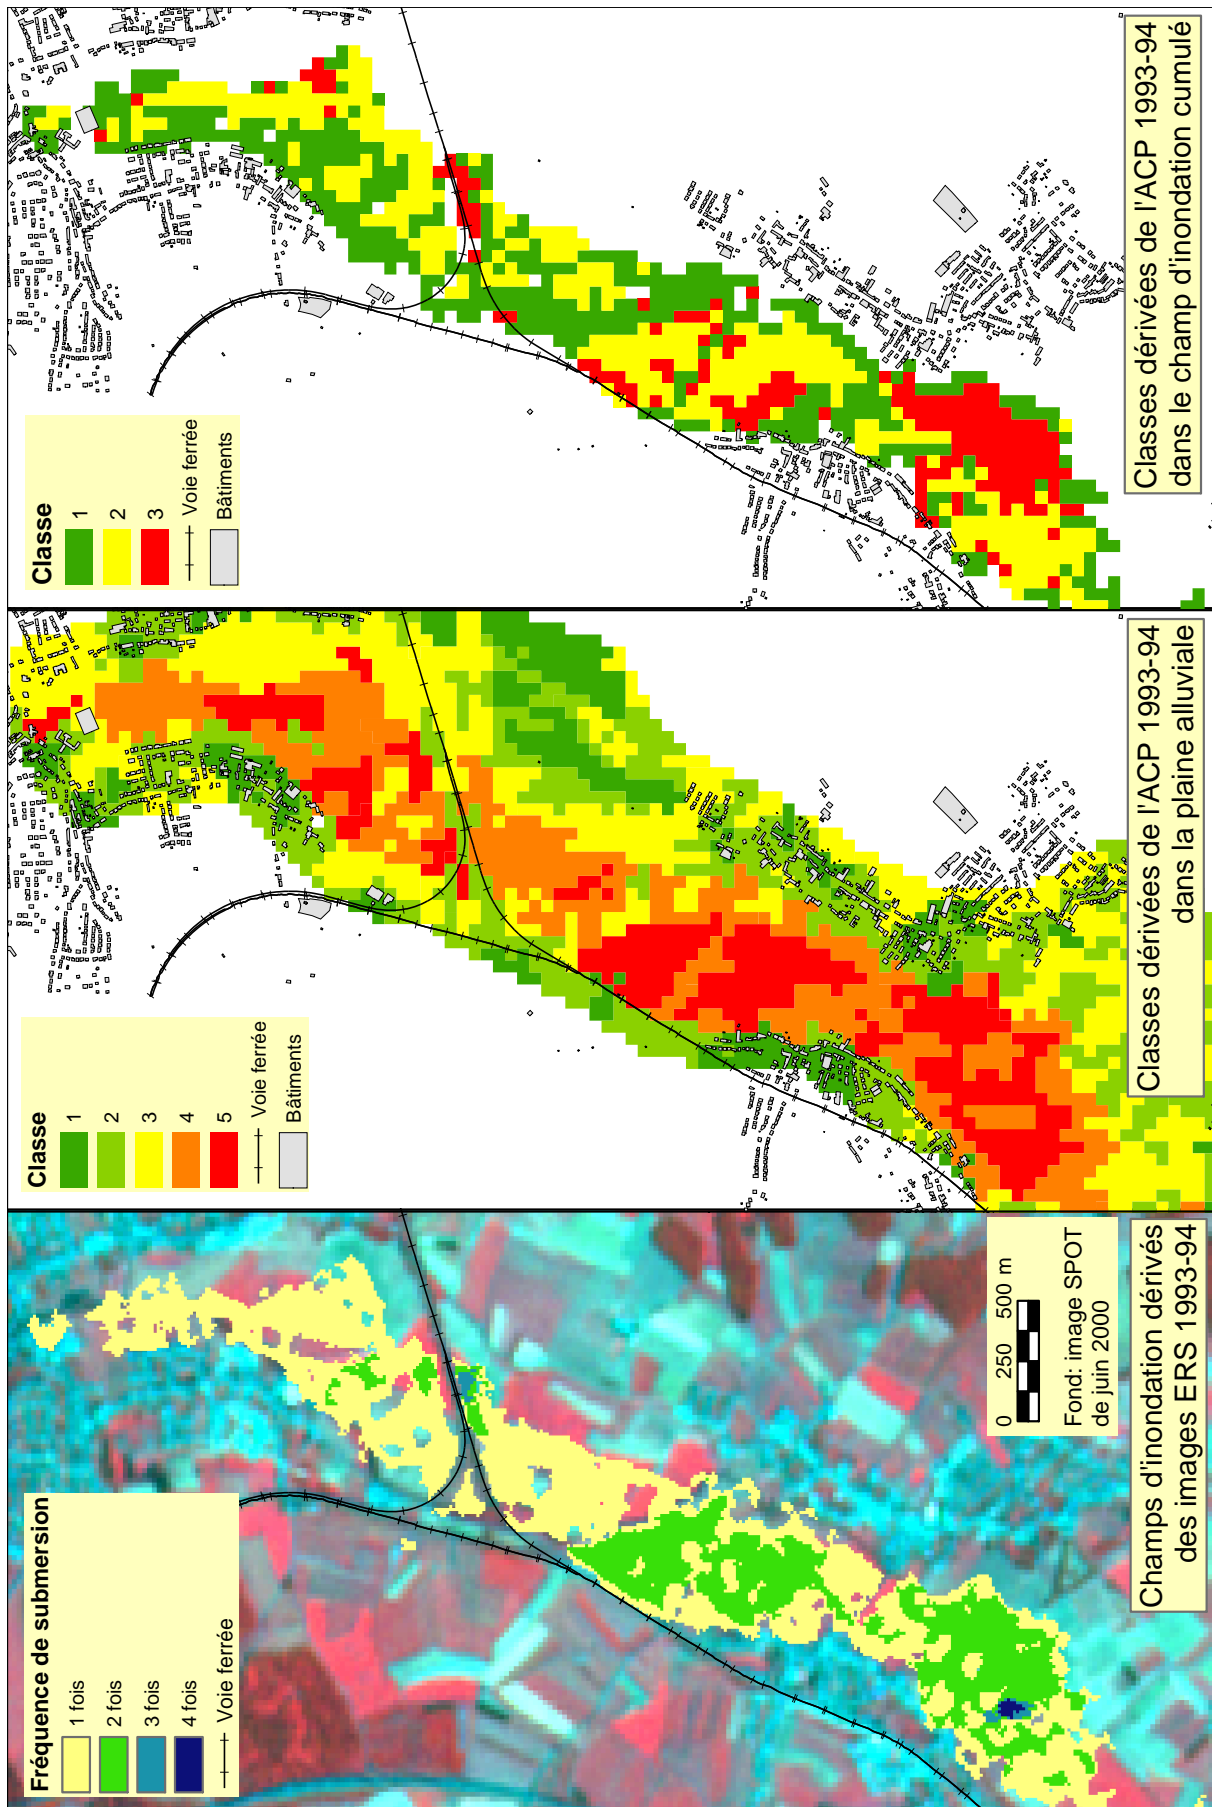 Fréquence de submersion
1 fois
2 fois
3 fois
4 fois
Voie ferrée
0 250 500 m
Fond: image SPOT
de juin 2000
Champs d'inondation dérivés
des images ERS 1993-94
Classe
1
2
3
4
5
Voie ferrée
Bâtiments
Classes dérivées de l'ACP 1993-94
dans la plaine alluviale
Classe
1
2
3
Voie ferrée
Bâtiments
Classes dérivées de l'ACP 1993-94
dans le champ d'inondation cumulé